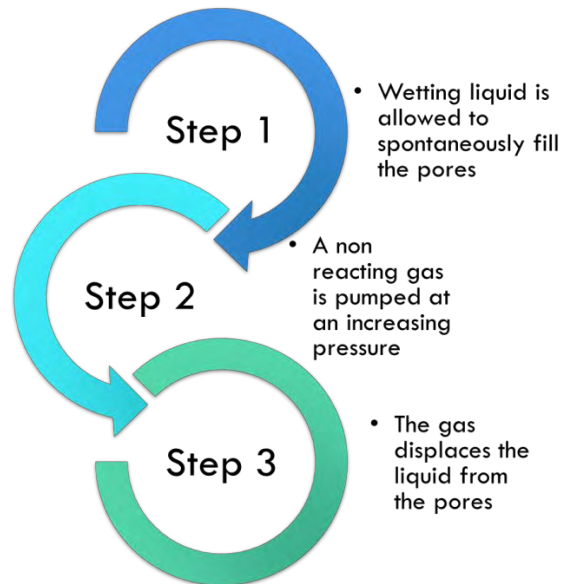 Step 1
• Wetting liquid is
allowed to
spontaneously fill
the pores
Step 2
• A non
reacting gas
is pumped at
an increasing
pressure
Step 3
• The gas
displaces the
liquid from
the pores